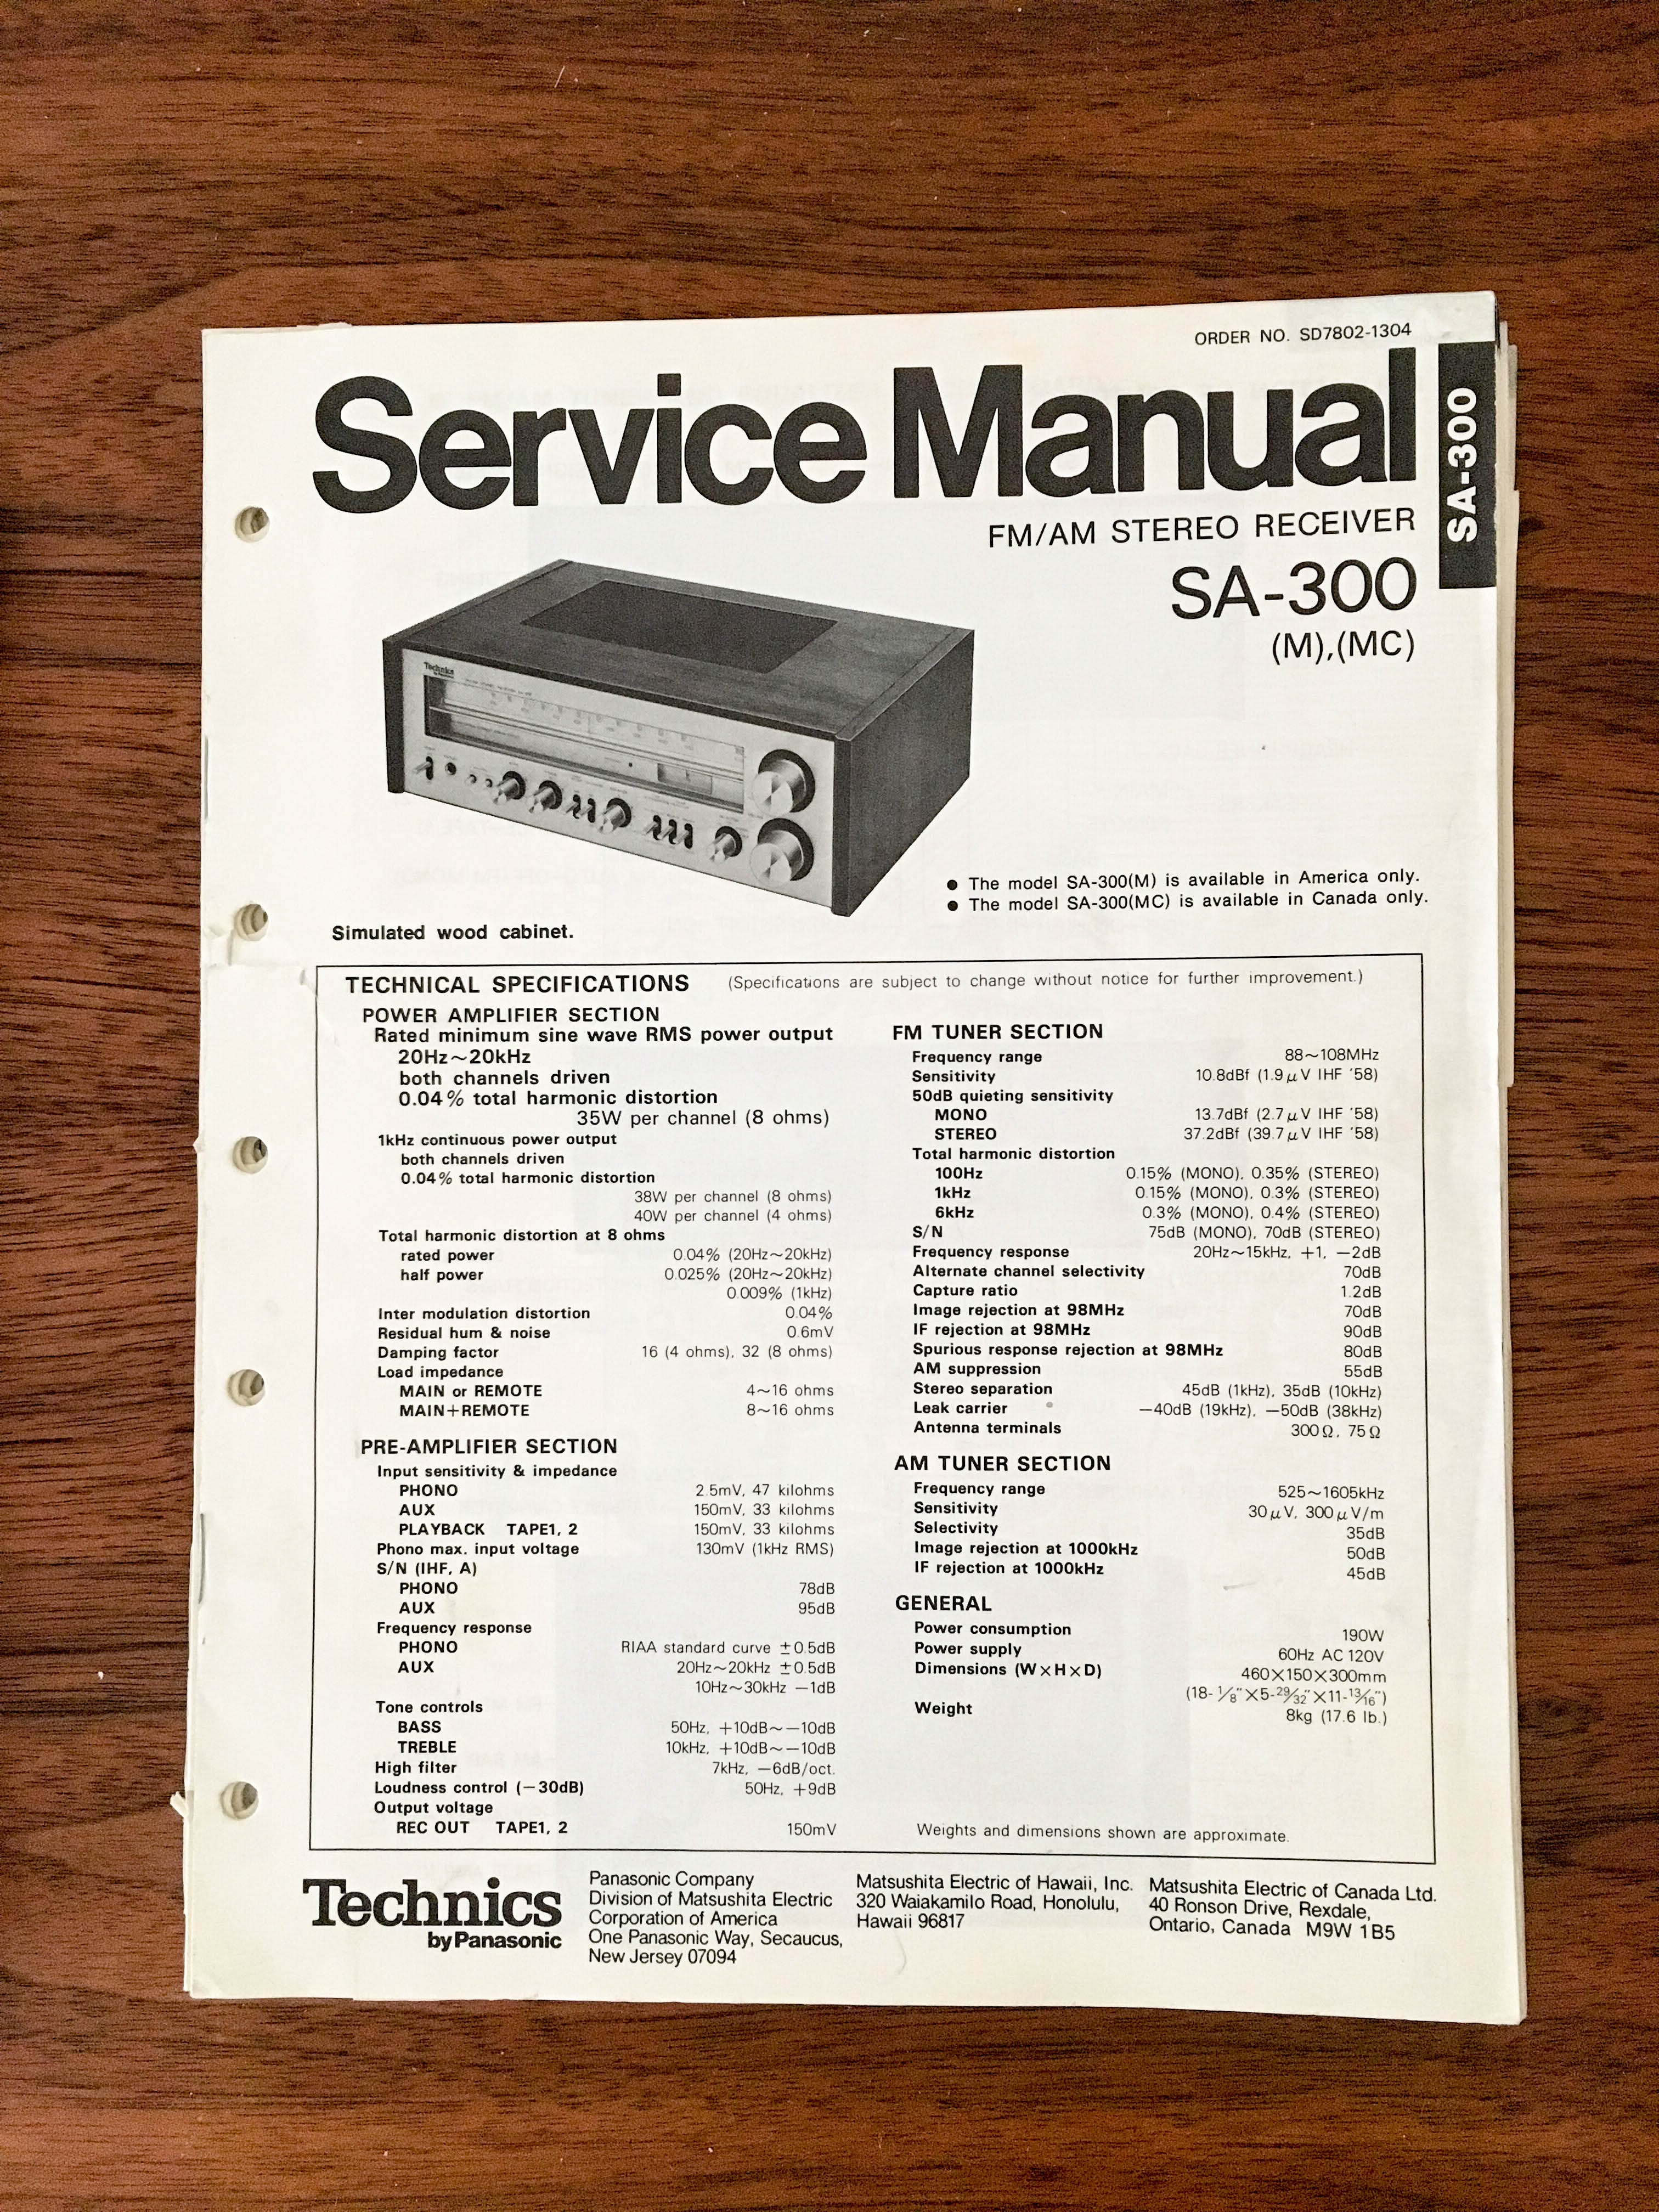 ORDER NO. SD7802-1304
Service Manual
SA-300
FM/AM STEREO RECEIVER
SA-300
(M),(MC)
Technics
● The model SA-300(M) is available in America only.
● The model SA-300(MC) is available in Canada only.
Simulated wood cabinet.
TECHNICAL SPECIFICATIONS (Specifications are subject to change without notice for further improvement.)
POWER AMPLIFIER SECTION
Rated minimum sine wave RMS power output
20Hz~20kHz
both channels driven
0.04% total harmonic distortion
35W per channel (8 ohms)
1kHz continuous power output
both channels driven
0.04% total harmonic distortion
38W per channel (8 ohms)
40W per channel (4 ohms)
Total harmonic distortion at 8 ohms
rated power 0.04% (20Hz~20kHz)
half power 0.025% (20Hz~20kHz)
0.009% (1kHz)
Inter modulation distortion 0.04%
Residual hum & noise 0.6mV
Damping factor 16 (4 ohms), 32 (8 ohms)
Load impedance
MAIN or REMOTE 4~16 ohms
MAIN+REMOTE 8~16 ohms
PRE-AMPLIFIER SECTION
Input sensitivity & impedance
PHONO 2.5mV, 47 kilohms
AUX 150mV, 33 kilohms
PLAYBACK TAPE1, 2 150mV, 33 kilohms
Phono max. input voltage 130mV (1kHz RMS)
S/N (IHF, A)
PHONO 78dB
AUX 95dB
Frequency response
PHONO RIAA standard curve ±0.5dB
AUX 20Hz~20kHz ±0.5dB
10Hz~30kHz −1dB
Tone controls
BASS 50Hz, +10dB~−10dB
TREBLE 10kHz, +10dB~−10dB
High filter 7kHz, −6dB/oct.
Loudness control (−30dB) 50Hz, +9dB
Output voltage
REC OUT TAPE1, 2 150mV
FM TUNER SECTION
Frequency range 88~108MHz
Sensitivity 10.8dBf (1.9μV IHF '58)
50dB quieting sensitivity
MONO 13.7dBf (2.7μV IHF '58)
STEREO 37.2dBf (39.7μV IHF '58)
Total harmonic distortion
100Hz 0.15% (MONO), 0.35% (STEREO)
1kHz 0.15% (MONO), 0.3% (STEREO)
6kHz 0.3% (MONO), 0.4% (STEREO)
S/N 75dB (MONO), 70dB (STEREO)
Frequency response 20Hz~15kHz, +1, −2dB
Alternate channel selectivity 70dB
Capture ratio 1.2dB
Image rejection at 98MHz 70dB
IF rejection at 98MHz 90dB
Spurious response rejection at 98MHz 80dB
AM suppression 55dB
Stereo separation 45dB (1kHz), 35dB (10kHz)
Leak carrier −40dB (19kHz), −50dB (38kHz)
Antenna terminals 300Ω, 75Ω
AM TUNER SECTION
Frequency range 525~1605kHz
Sensitivity 30μV, 300μV/m
Selectivity 35dB
Image rejection at 1000kHz 50dB
IF rejection at 1000kHz 45dB
GENERAL
Power consumption 190W
Power supply 60Hz AC 120V
Dimensions (W×H×D) 460×150×300mm
(18-1/8"×5-29/32"×11-13/16")
Weight 8kg (17.6 lb.)
Weights and dimensions shown are approximate.
Technics
by Panasonic
Panasonic Company
Division of Matsushita Electric
Corporation of America
One Panasonic Way, Secaucus,
New Jersey 07094
Matsushita Electric of Hawaii, Inc.
320 Waiakamilo Road, Honolulu,
Hawaii 96817
Matsushita Electric of Canada Ltd.
40 Ronson Drive, Rexdale,
Ontario, Canada M9W 1B5